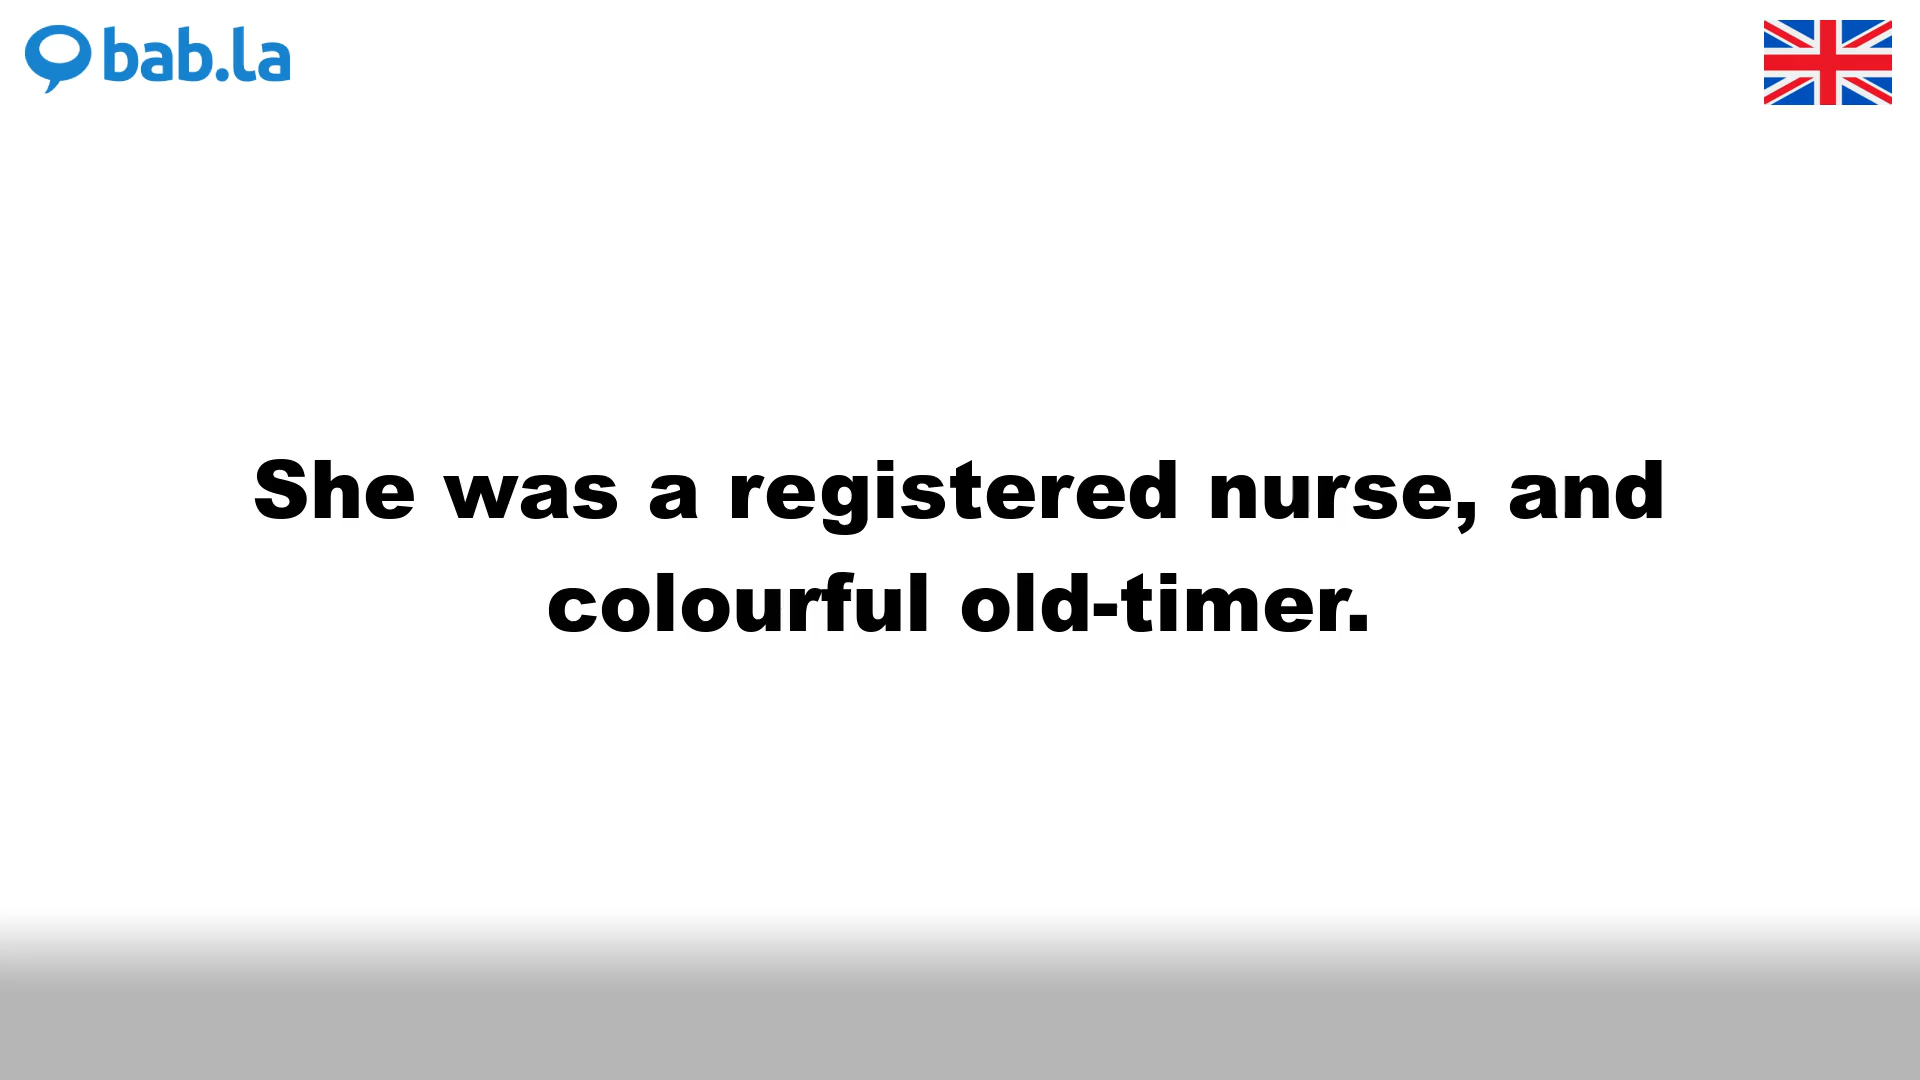 bab.la
She was a registered nurse, and
colourful old-timer.